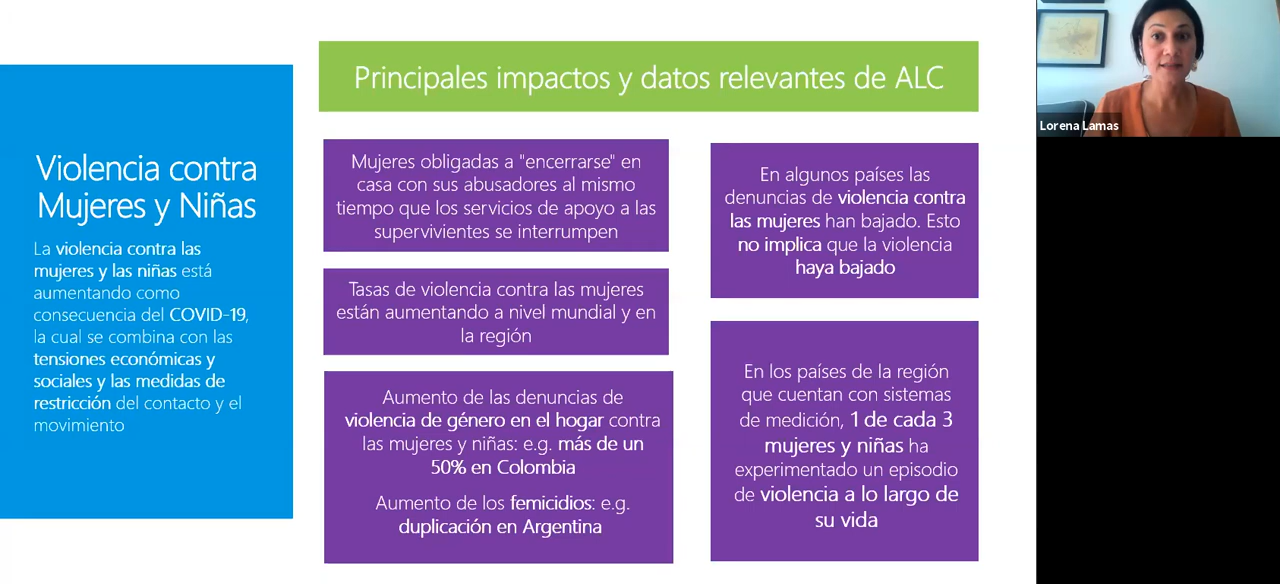 Principales impactos y datos relevantes de ALC
Violencia contra
Mujeres y Niñas
La violencia contra las
mujeres y las niñas está
aumentando como
consecuencia del COVID-19,
la cual se combina con las
tensiones económicas y
sociales y las medidas de
restricción del contacto y el
movimiento
Mujeres obligadas a "encerrarse" en
casa con sus abusadores al mismo
tiempo que los servicios de apoyo a las
supervivientes se interrumpen
Tasas de violencia contra las mujeres
están aumentando a nivel mundial y en
la región
Aumento de las denuncias de
violencia de género en el hogar contra
las mujeres y niñas: e.g. más de un
50% en Colombia
Aumento de los femicidios: e.g.
duplicación en Argentina
En algunos países las
denuncias de violencia contra
las mujeres han bajado. Esto
no implica que la violencia
haya bajado
En los países de la región
que cuentan con sistemas
de medición, 1 de cada 3
mujeres y niñas ha
experimentado un episodio
de violencia a lo largo de
su vida
Lorena Lamas